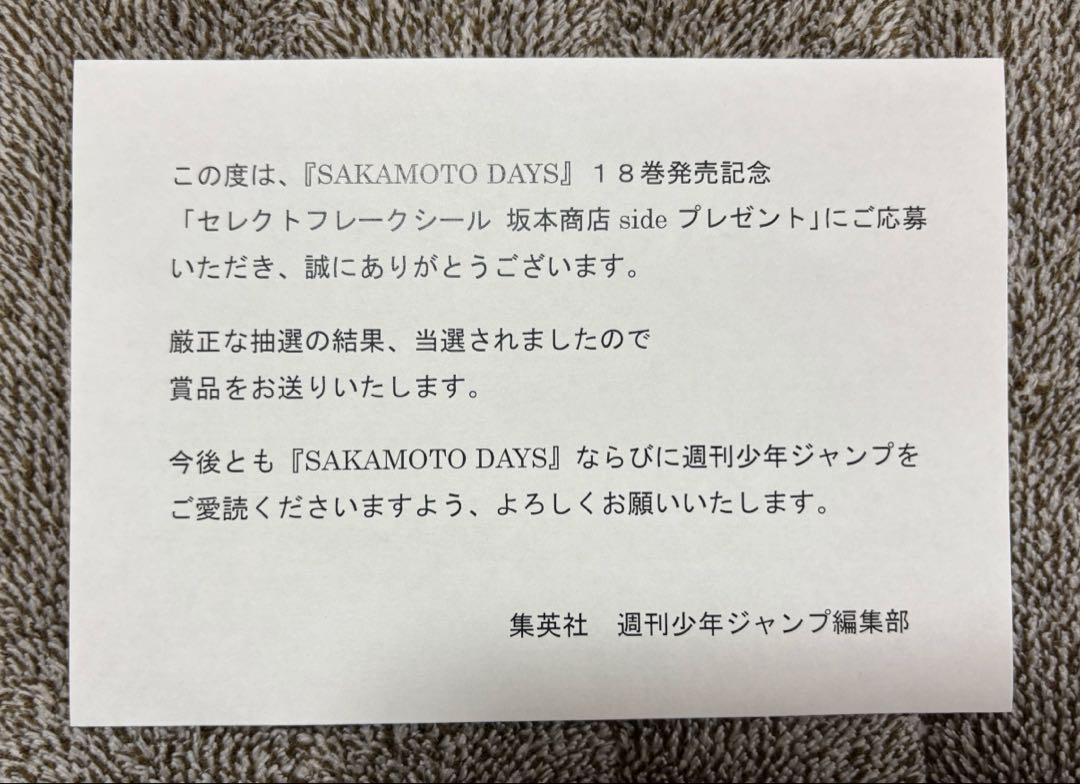 この度は、『SAKAMOTO DAYS』１８巻発売記念
「セレクトフレークシール 坂本商店 side プレゼント」にご応募
いただき、誠にありがとうございます。
厳正な抽選の結果、当選されましたので
賞品をお送りいたします。
今後とも『SAKAMOTO DAYS』ならびに週刊少年ジャンプを
ご愛読くださいますよう、よろしくお願いいたします。
集英社　週刊少年ジャンプ編集部